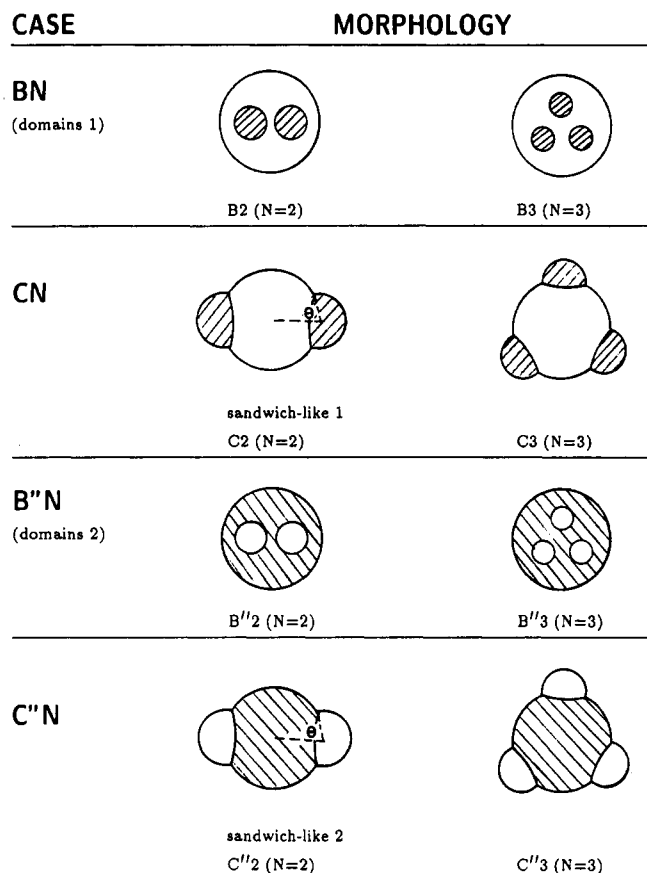 CASE MORPHOLOGY
BN
(domains 1)
B2 (N=2) B3 (N=3)
CN
θ
sandwich-like 1
C2 (N=2) C3 (N=3)
B"N
(domains 2)
B''2 (N=2) B''3 (N=3)
C"N
θ
sandwich-like 2
C''2 (N=2) C''3 (N=3)